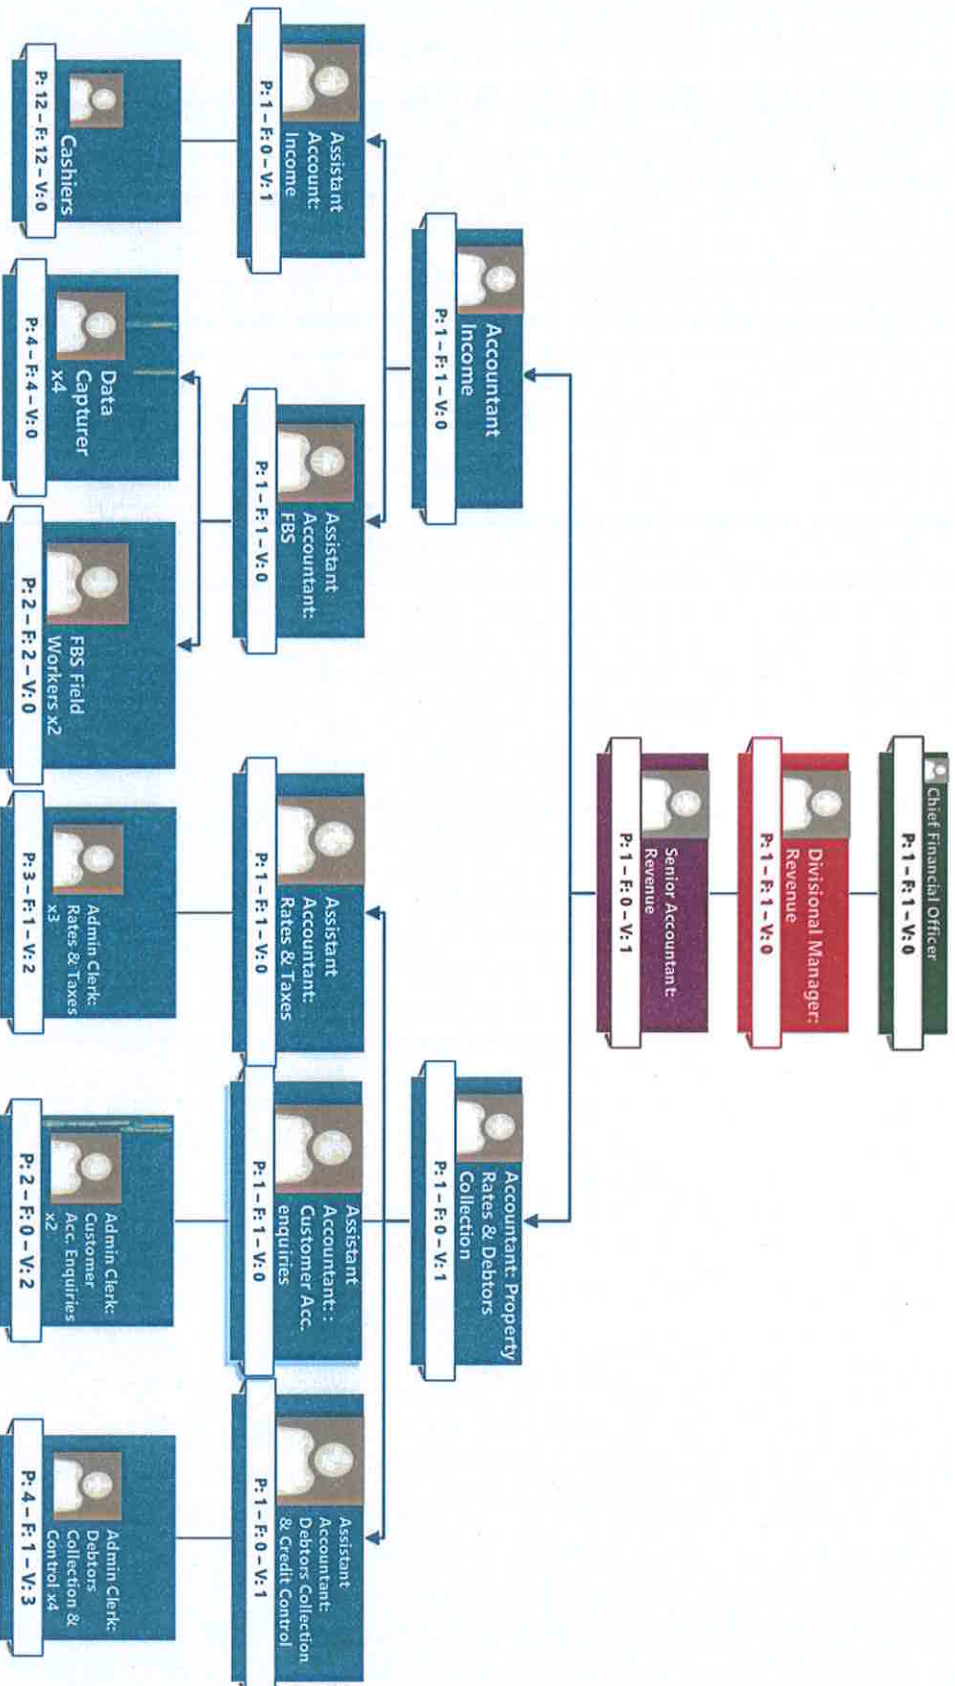 Chief Financial Officer
P: 1 – F: 1 – V: 0
Divisional Manager:
Revenue
P: 1 – F: 1 – V: 0
Senior Accountant:
Revenue
P: 1 – F: 0 – V: 1
Accountant
Income
P: 1 – F: 1 – V: 0
Accountant: Property
Rates & Debtors
Collection
P: 1 – F: 0 – V: 1
Assistant
Account:
Income
P: 1 – F: 0 – V: 1
Assistant
Accountant:
FBS
P: 1 – F: 1 – V: 0
Assistant
Accountant:
Rates & Taxes
P: 1 – F: 1 – V: 0
Assistant
Accountant: :
Customer Acc.
enquiries
P: 1 – F: 1 – V: 0
Assistant
Accountant:
Debtors Collection
& Credit Control
P: 1 – F: 0 – V: 1
Cashiers
P: 12 – F: 12 – V: 0
Data
Capturer
x4
P: 4 – F: 4 – V: 0
FBS Field
Workers x2
P: 2 – F: 2 – V: 0
Admin Clerk:
Rates & Taxes
x3
P: 3 – F: 1 – V: 2
Admin Clerk:
Customer
Acc. Enquiries
x2
P: 2 – F: 0 – V: 2
Admin Clerk:
Debtors
Collection &
Control x4
P: 4 – F: 1 – V: 3